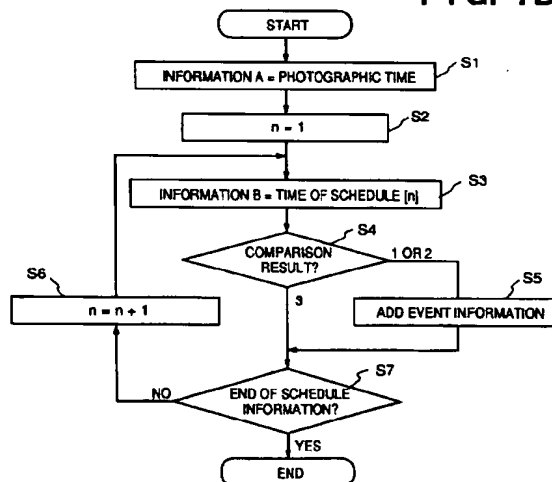 START
S1
INFORMATION A = PHOTOGRAPHIC TIME
S2
n = 1
S3
INFORMATION B = TIME OF SCHEDULE [n]
S4
COMPARISON
RESULT?
1 OR 2
S6
S5
n = n + 1
3
ADD EVENT INFORMATION
S7
NO
END OF SCHEDULE
INFORMATION?
YES
END